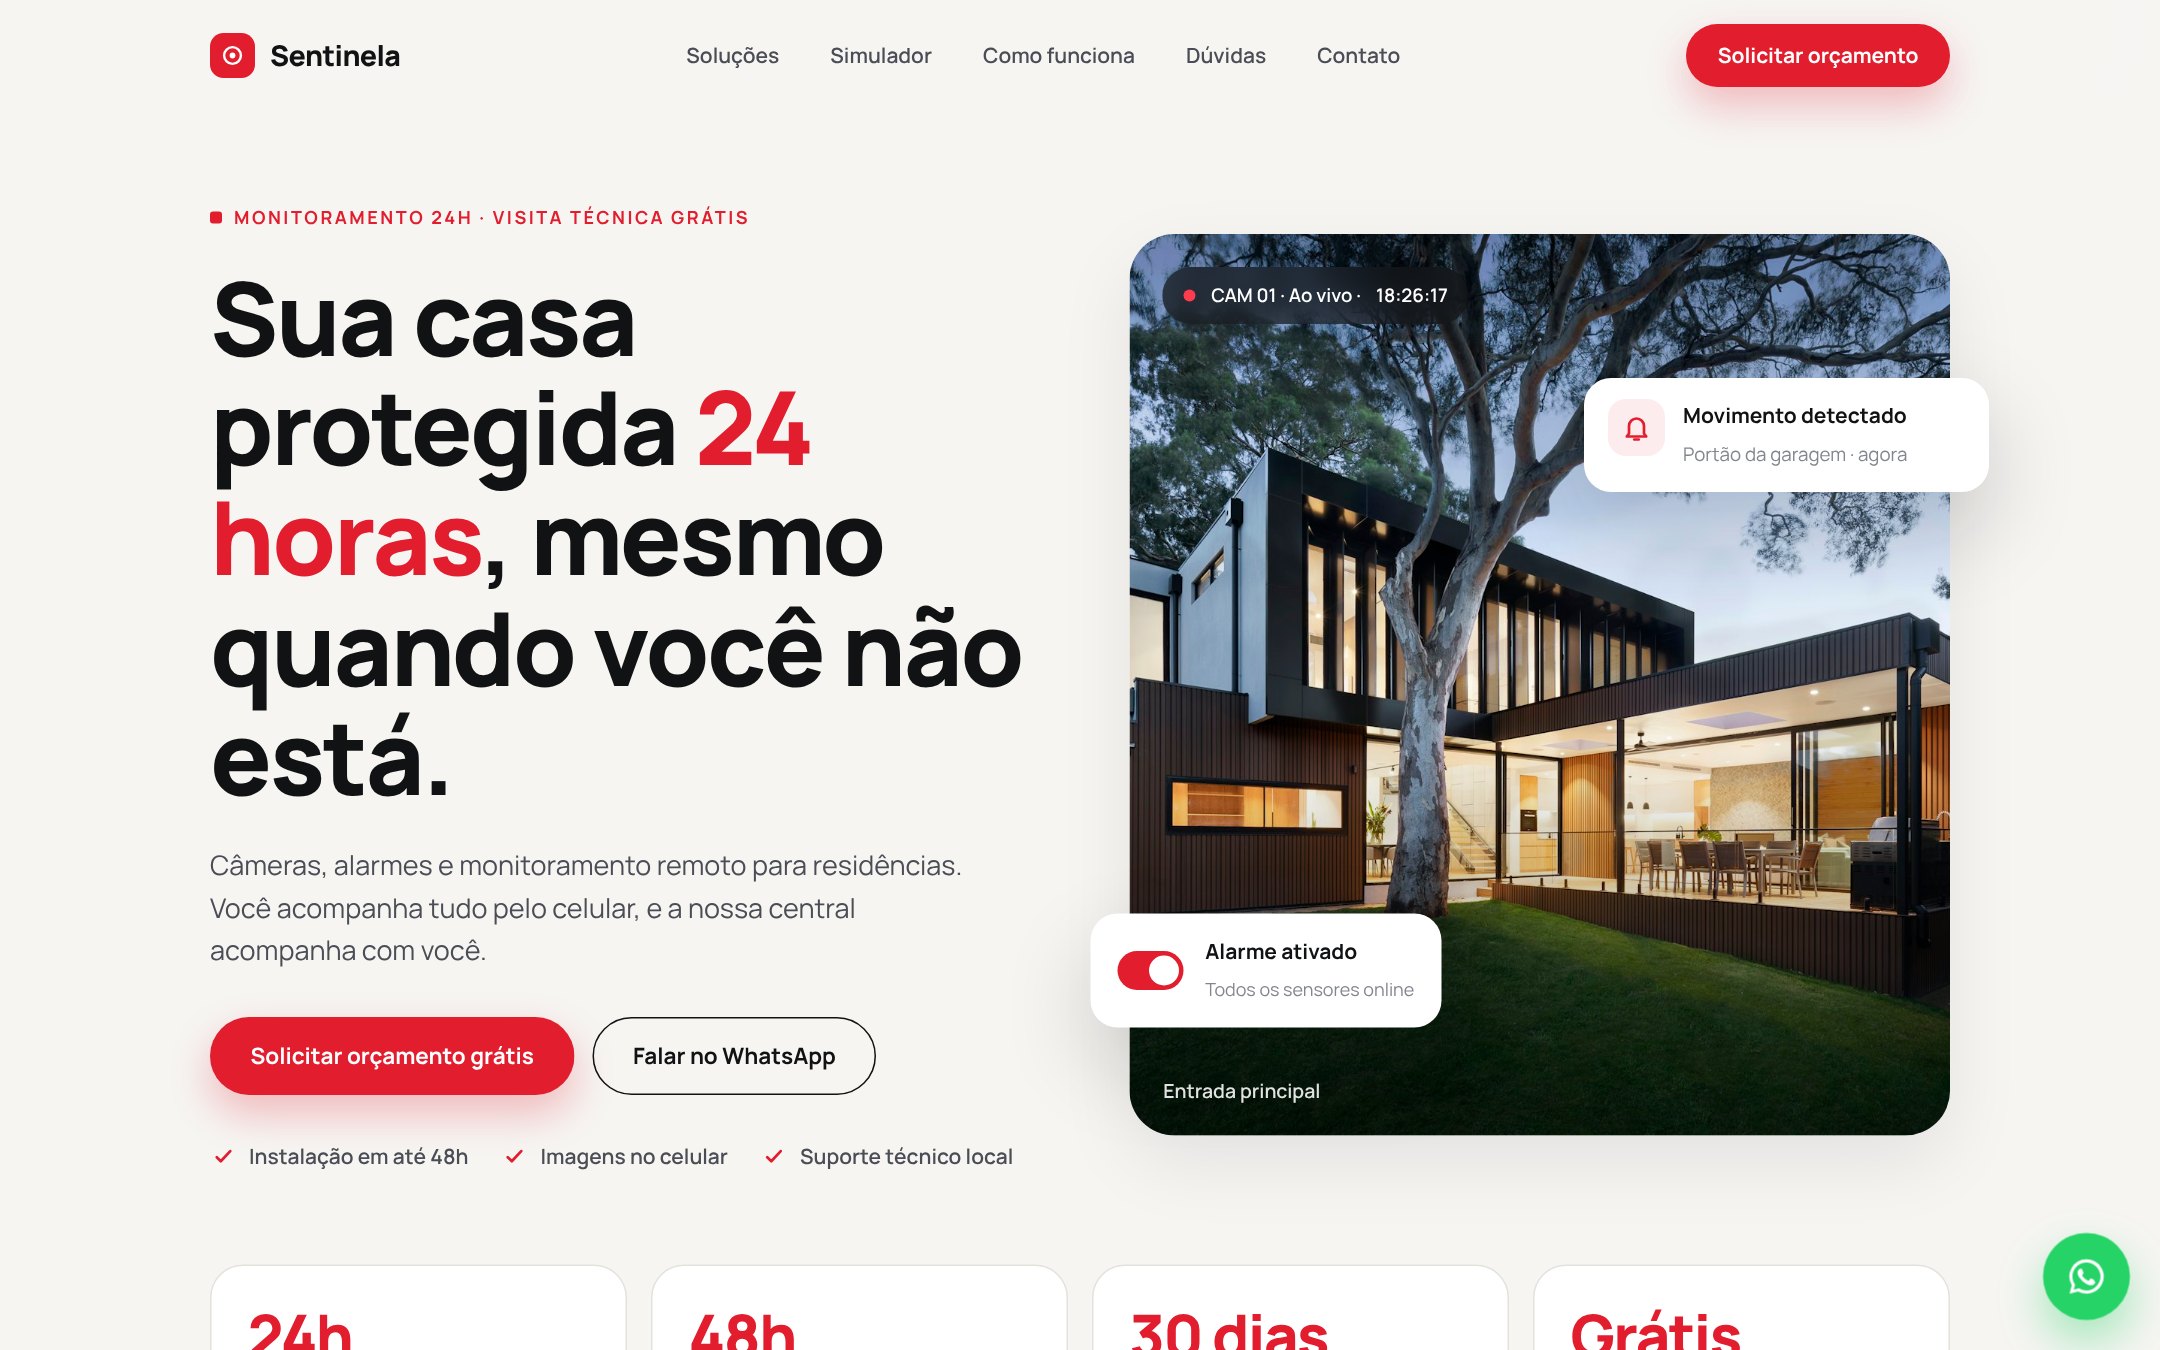 Sentinela
Soluções
Simulador
Como funciona
Dúvidas
Contato
Solicitar orçamento
MONITORAMENTO 24H · VISITA TÉCNICA GRÁTIS
Sua casa
protegida 24
horas, mesmo
quando você não
está.
Câmeras, alarmes e monitoramento remoto para residências.
Você acompanha tudo pelo celular, e a nossa central
acompanha com você.
Solicitar orçamento grátis
Falar no WhatsApp
Instalação em até 48h
Imagens no celular
Suporte técnico local
CAM 01 · Ao vivo · 18:26:17
Movimento detectado
Portão da garagem · agora
Alarme ativado
Todos os sensores online
Entrada principal
24h
48h
30 dias
Grátis